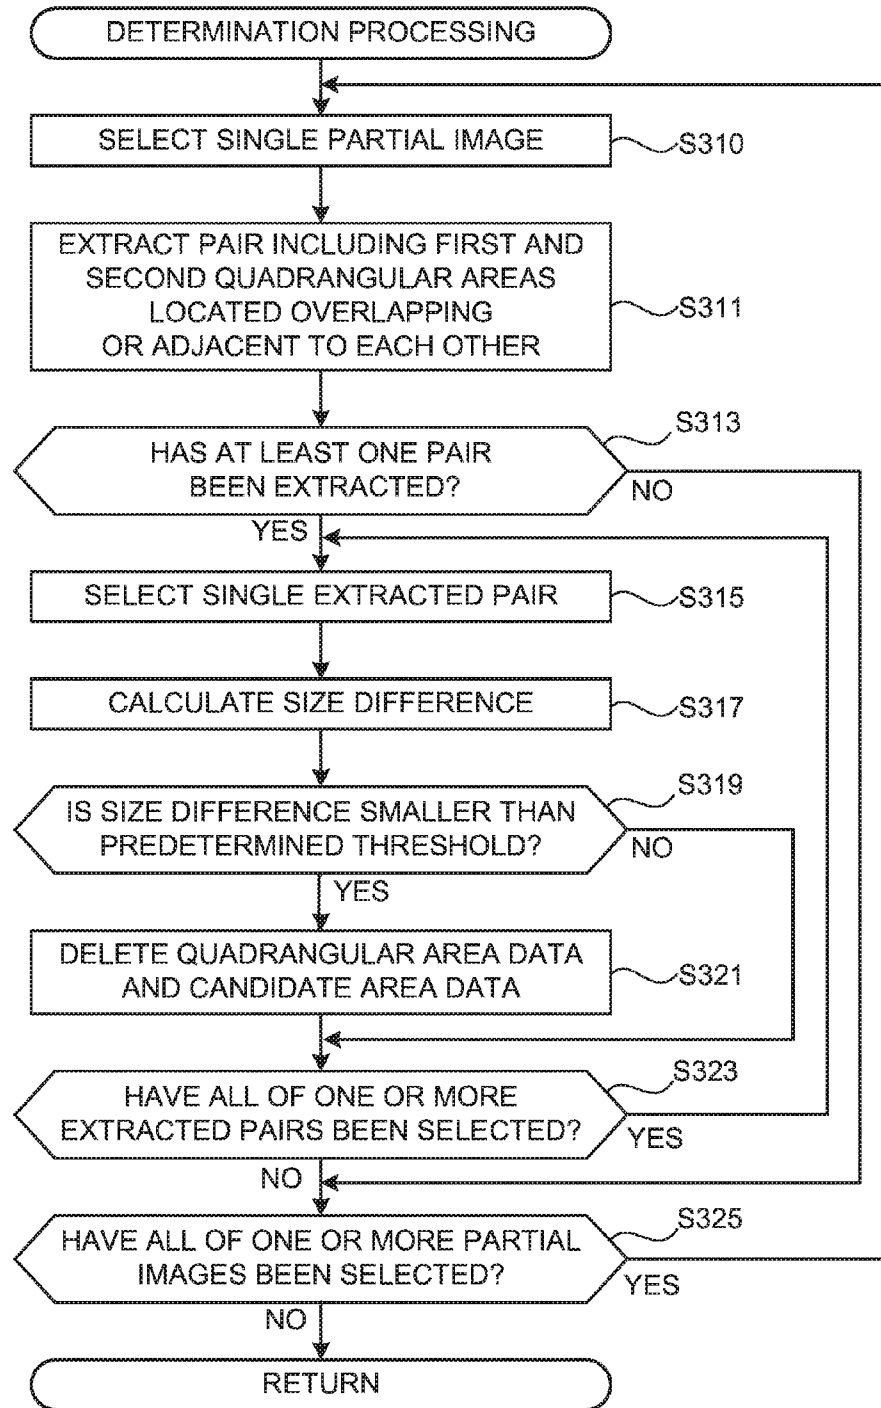 DETERMINATION PROCESSING
SELECT SINGLE PARTIAL IMAGE
S310
EXTRACT PAIR INCLUDING FIRST AND
SECOND QUADRANGULAR AREAS
LOCATED OVERLAPPING
OR ADJACENT TO EACH OTHER
S311
S313
HAS AT LEAST ONE PAIR
BEEN EXTRACTED?
NO
YES
SELECT SINGLE EXTRACTED PAIR
S315
CALCULATE SIZE DIFFERENCE
S317
S319
IS SIZE DIFFERENCE SMALLER THAN
PREDETERMINED THRESHOLD?
NO
YES
DELETE QUADRANGULAR AREA DATA
AND CANDIDATE AREA DATA
S321
S323
HAVE ALL OF ONE OR MORE
EXTRACTED PAIRS BEEN SELECTED?
YES
NO
S325
HAVE ALL OF ONE OR MORE PARTIAL
IMAGES BEEN SELECTED?
YES
NO
RETURN